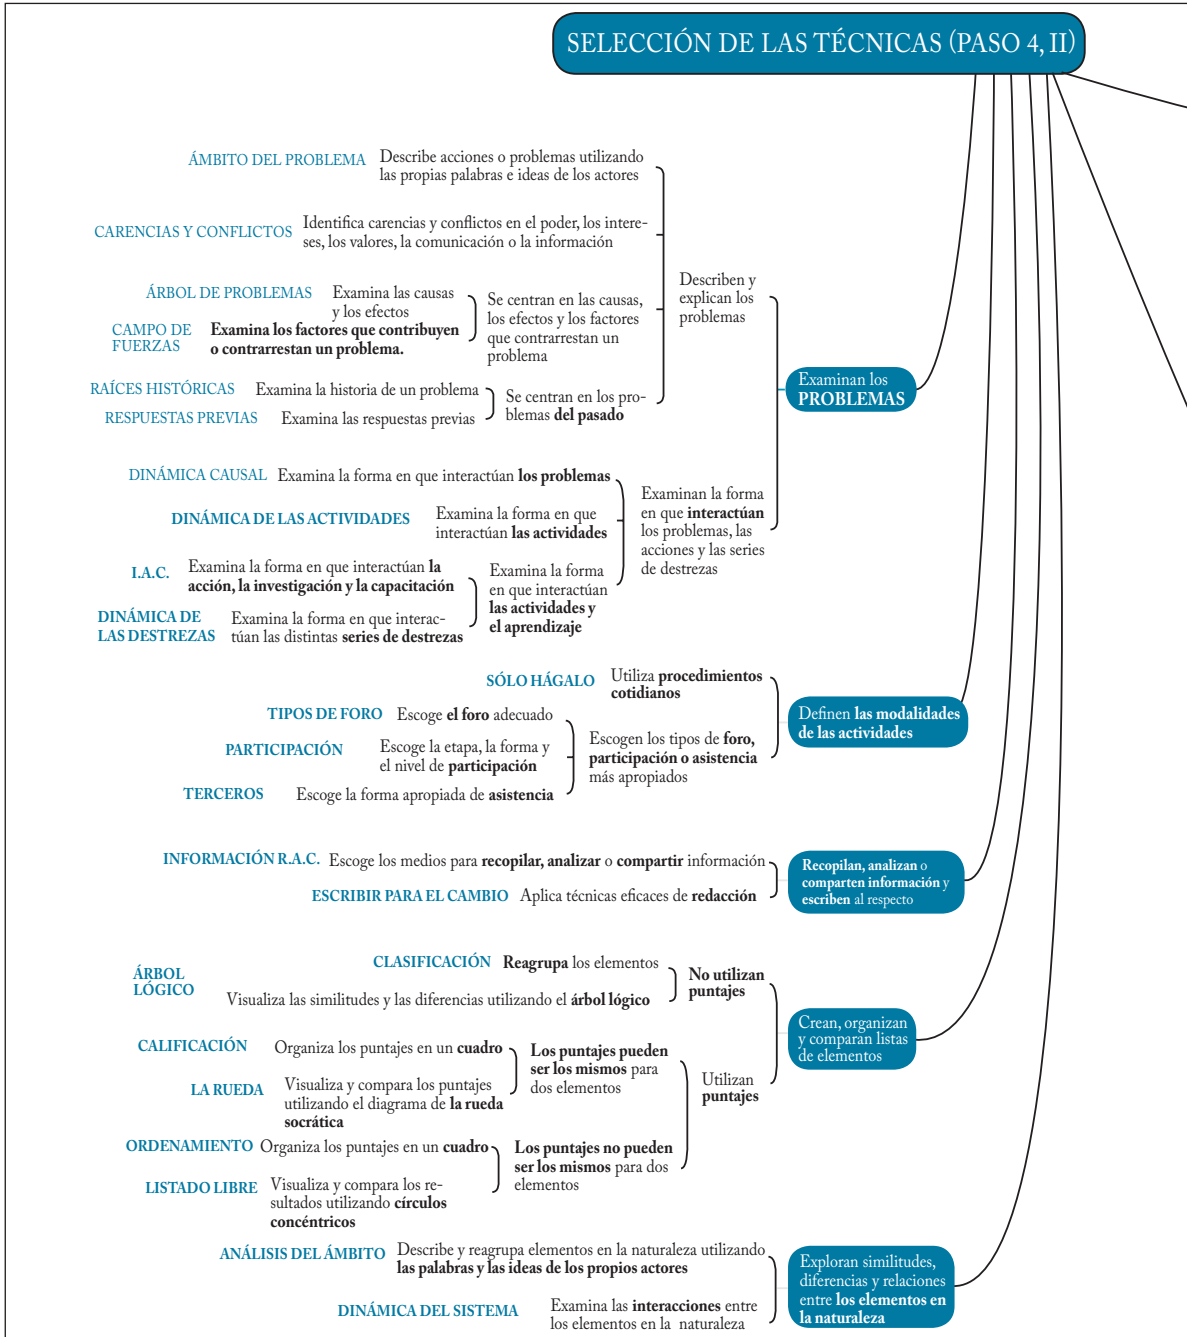 SELECCIÓN DE LAS TÉCNICAS (PASO 4, II)
ÁMBITO DEL PROBLEMA
Describe acciones o problemas utilizando
las propias palabras e ideas de los actores
CARENCIAS Y CONFLICTOS
Identifica carencias y conflictos en el poder, los intere-
ses, los valores, la comunicación o la información
ÁRBOL DE PROBLEMAS
Examina las causas
y los efectos
CAMPO DE
FUERZAS
Examina los factores que contribuyen
o contrarrestan un problema.
Se centran en las causas,
los efectos y los factores
que contrarrestan un
problema
RAÍCES HISTÓRICAS
Examina la historia de un problema
RESPUESTAS PREVIAS
Examina las respuestas previas
Se centran en los pro-
blemas del pasado
Describen y
explican los
problemas
Examinan los
PROBLEMAS
DINÁMICA CAUSAL
Examina la forma en que interactúan los problemas
DINÁMICA DE LAS ACTIVIDADES
Examina la forma en que
interactúan las actividades
I.A.C.
Examina la forma en que interactúan la
acción, la investigación y la capacitación
DINÁMICA DE
LAS DESTREZAS
Examina la forma en que interac-
túan las distintas series de destrezas
Examina la forma
en que interactúan
las actividades y
el aprendizaje
Examinan la forma
en que interactúan
los problemas, las
acciones y las series
de destrezas
SÓLO HÁGALO
Utiliza procedimientos
cotidianos
TIPOS DE FORO
Escoge el foro adecuado
PARTICIPACIÓN
Escoge la etapa, la forma y
el nivel de participación
TERCEROS
Escoge la forma apropiada de asistencia
Escogen los tipos de foro,
participación o asistencia
más apropiados
Definen las modalidades
de las actividades
INFORMACIÓN R.A.C.
Escoge los medios para recopilar, analizar o compartir información
ESCRIBIR PARA EL CAMBIO
Aplica técnicas eficaces de redacción
Recopilan, analizan o
comparten información y
escriben al respecto
CLASIFICACIÓN
Reagrupa los elementos
ÁRBOL
LÓGICO
Visualiza las similitudes y las diferencias utilizando el árbol lógico
No utilizan
puntajes
CALIFICACIÓN
Organiza los puntajes en un cuadro
LA RUEDA
Visualiza y compara los puntajes
utilizando el diagrama de la rueda
socrática
Los puntajes pueden
ser los mismos para
dos elementos
ORDENAMIENTO
Organiza los puntajes en un cuadro
LISTADO LIBRE
Visualiza y compara los re-
sultados utilizando círculos
concéntricos
Los puntajes no pueden
ser los mismos para dos
elementos
Utilizan
puntajes
Crean, organizan
y comparan listas
de elementos
ANÁLISIS DEL ÁMBITO
Describe y reagrupa elementos en la naturaleza utilizando
las palabras y las ideas de los propios actores
DINÁMICA DEL SISTEMA
Examina las interacciones entre
los elementos en la naturaleza
Exploran similitudes,
diferencias y relaciones
entre los elementos en
la naturaleza